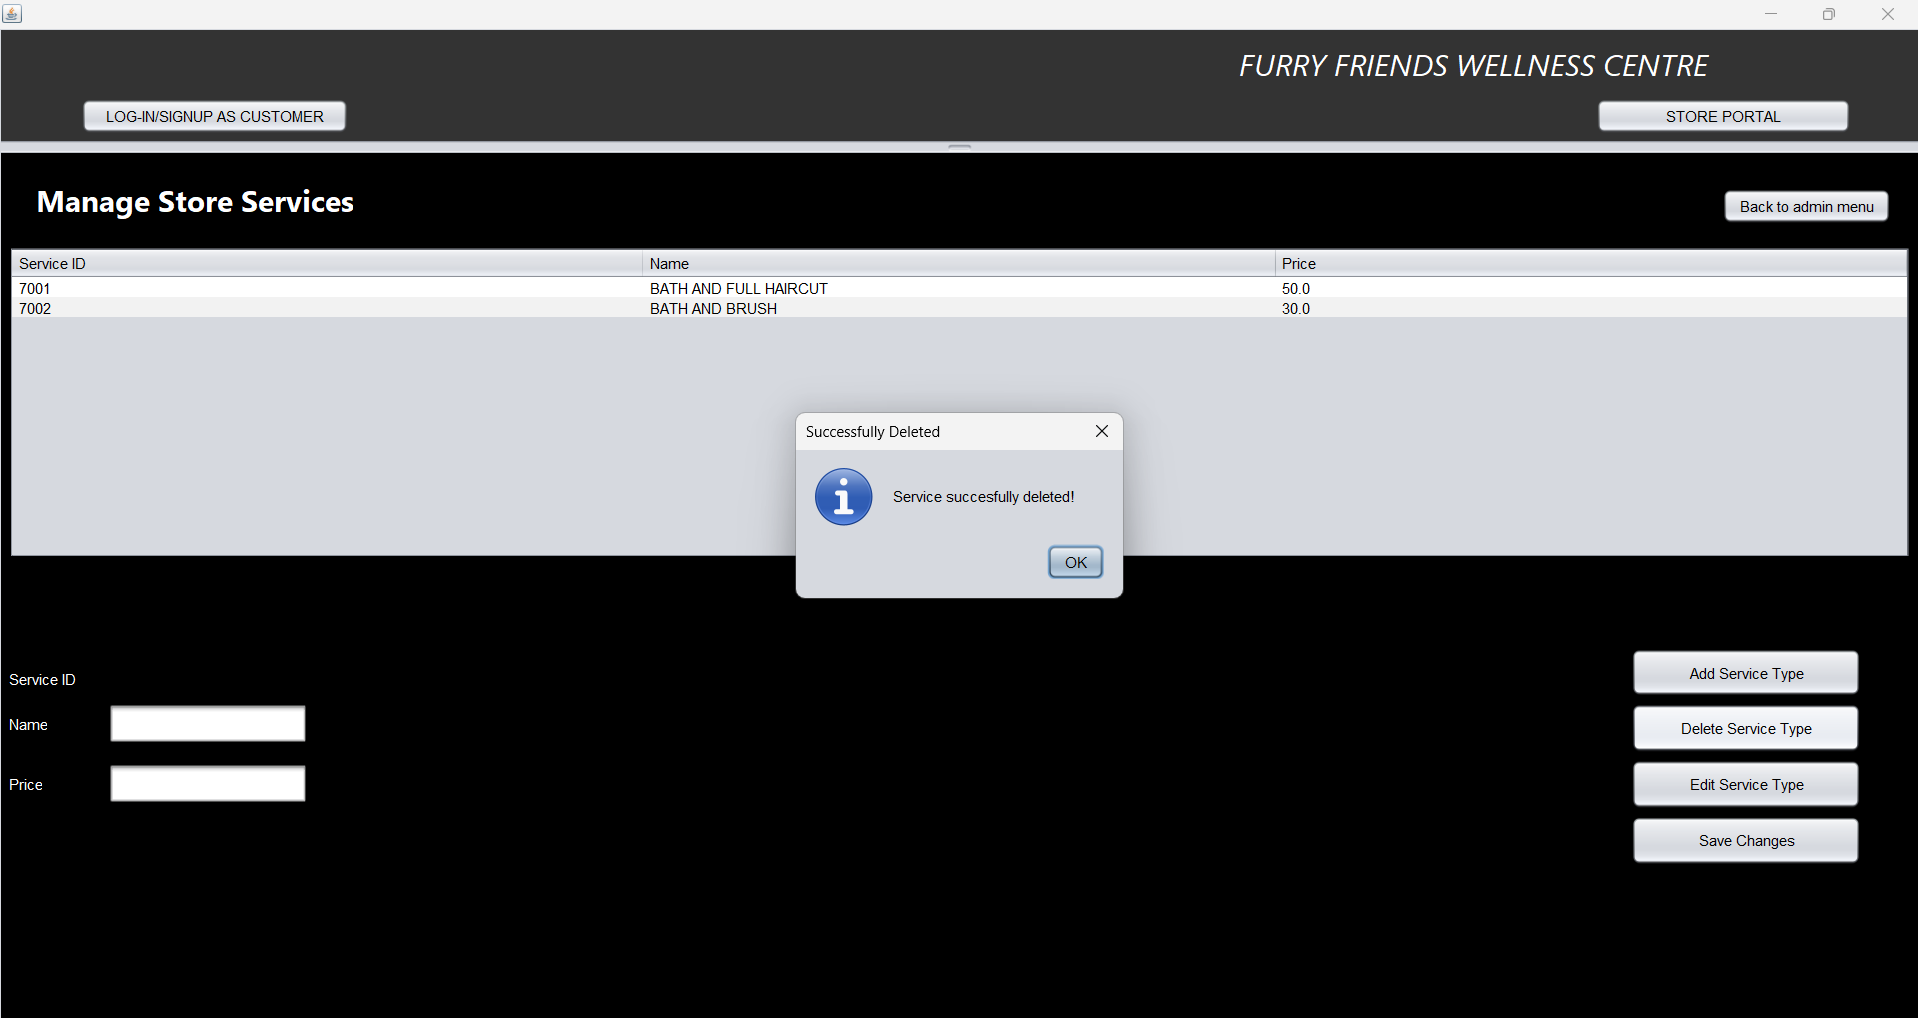 FURRY FRIENDS WELLNESS CENTRE
LOG-IN/SIGNUP AS CUSTOMER
STORE PORTAL
Manage Store Services
Back to admin menu
Service ID Name Price
7001 BATH AND FULL HAIRCUT 50.0
7002 BATH AND BRUSH 30.0
Successfully Deleted
Service succesfully deleted!
OK
Service ID
Name
Price
Add Service Type
Delete Service Type
Edit Service Type
Save Changes